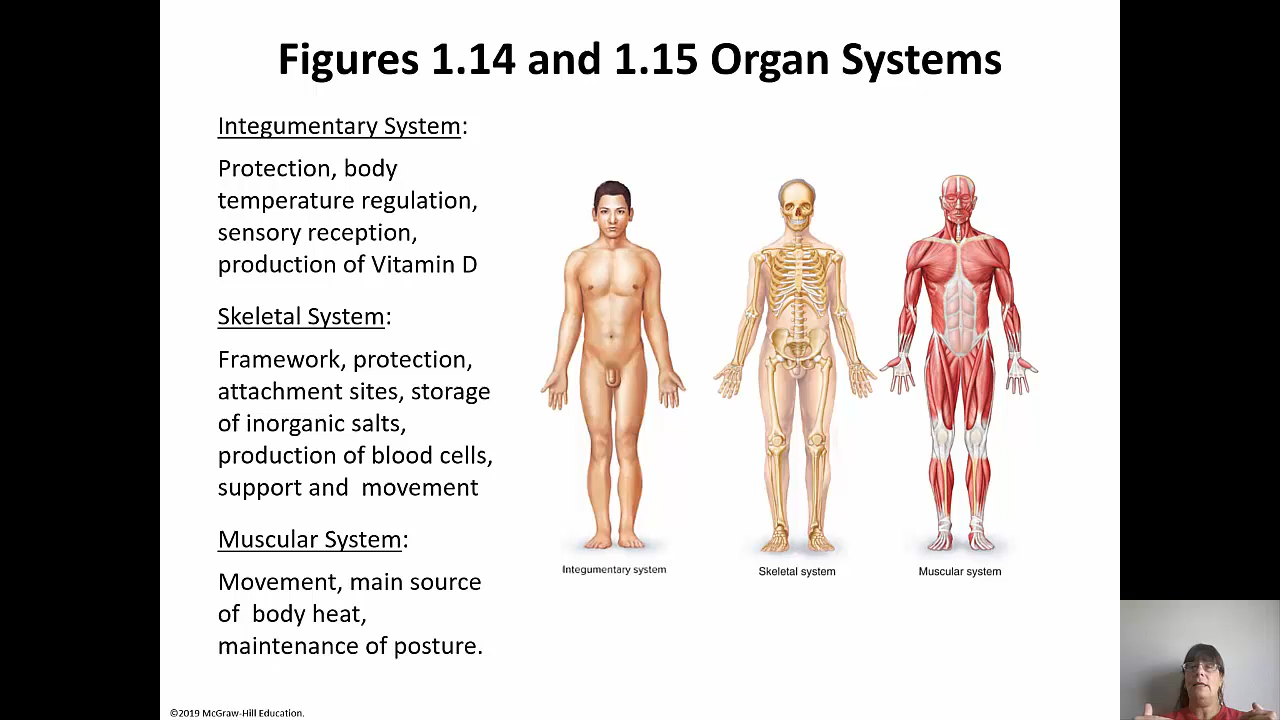 Figures 1.14 and 1.15 Organ Systems
Integumentary System:
Protection, body
temperature regulation,
sensory reception,
production of Vitamin D
Skeletal System:
Framework, protection,
attachment sites, storage
of inorganic salts,
production of blood cells,
support and  movement
Muscular System:
Movement, main source
of  body heat,
maintenance of posture.
Integumentary system
Skeletal system
Muscular system
©2019 McGraw-Hill Education.